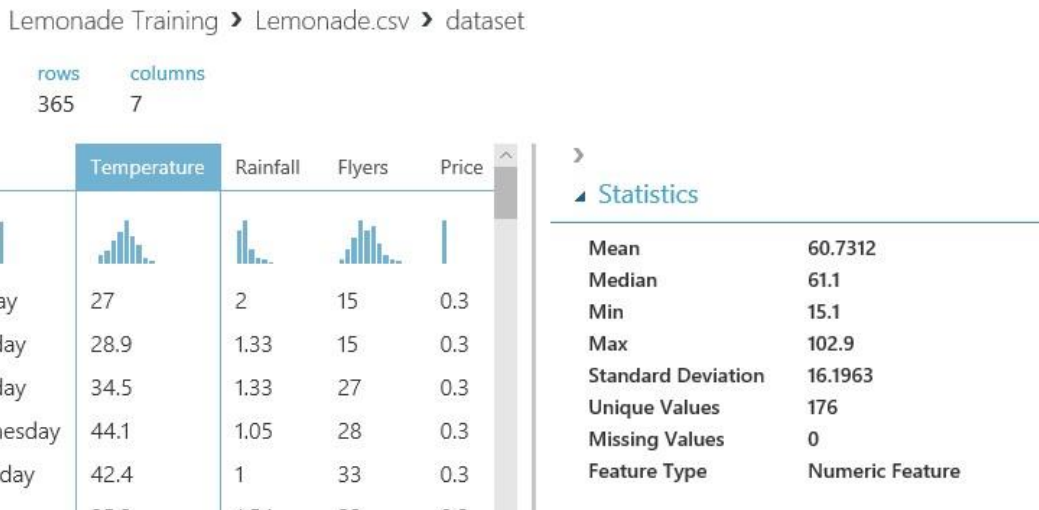 Lemonade Training > Lemonade.csv > dataset
rows columns
365 7
Temperature Rainfall Flyers Price
27 2 15 0.3
28.9 1.33 15 0.3
34.5 1.33 27 0.3
44.1 1.05 28 0.3
42.4 1 33 0.3
Statistics
Mean 60.7312
Median 61.1
Min 15.1
Max 102.9
Standard Deviation 16.1963
Unique Values 176
Missing Values 0
Feature Type Numeric Feature